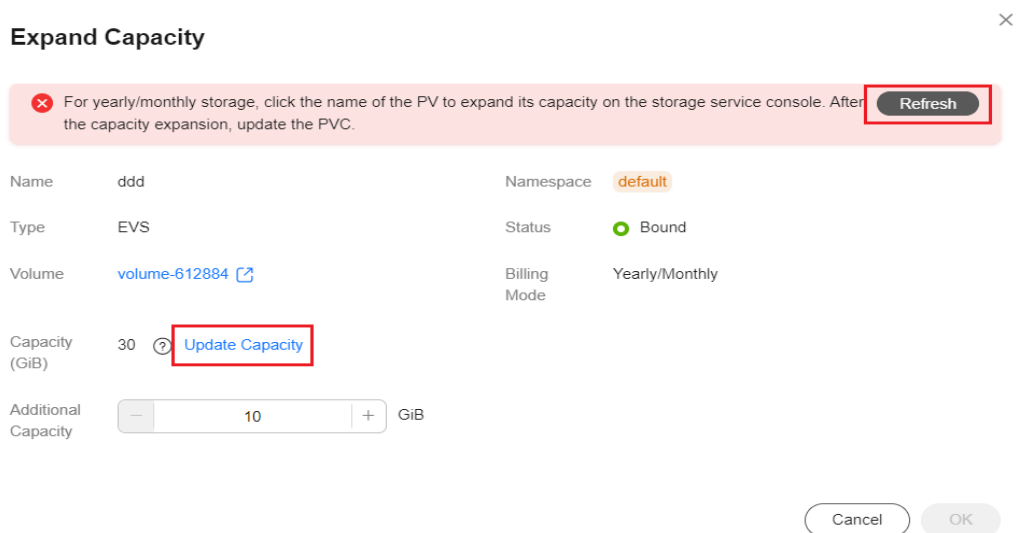 Expand Capacity
For yearly/monthly storage, click the name of the PV to expand its capacity on the storage service console. After
the capacity expansion, update the PVC.
Refresh
Name ddd Namespace default
Type EVS Status Bound
Volume volume-612884 Billing Mode Yearly/Monthly
Capacity (GiB) 30 ? Update Capacity
Additional Capacity − 10 + GiB
Cancel OK